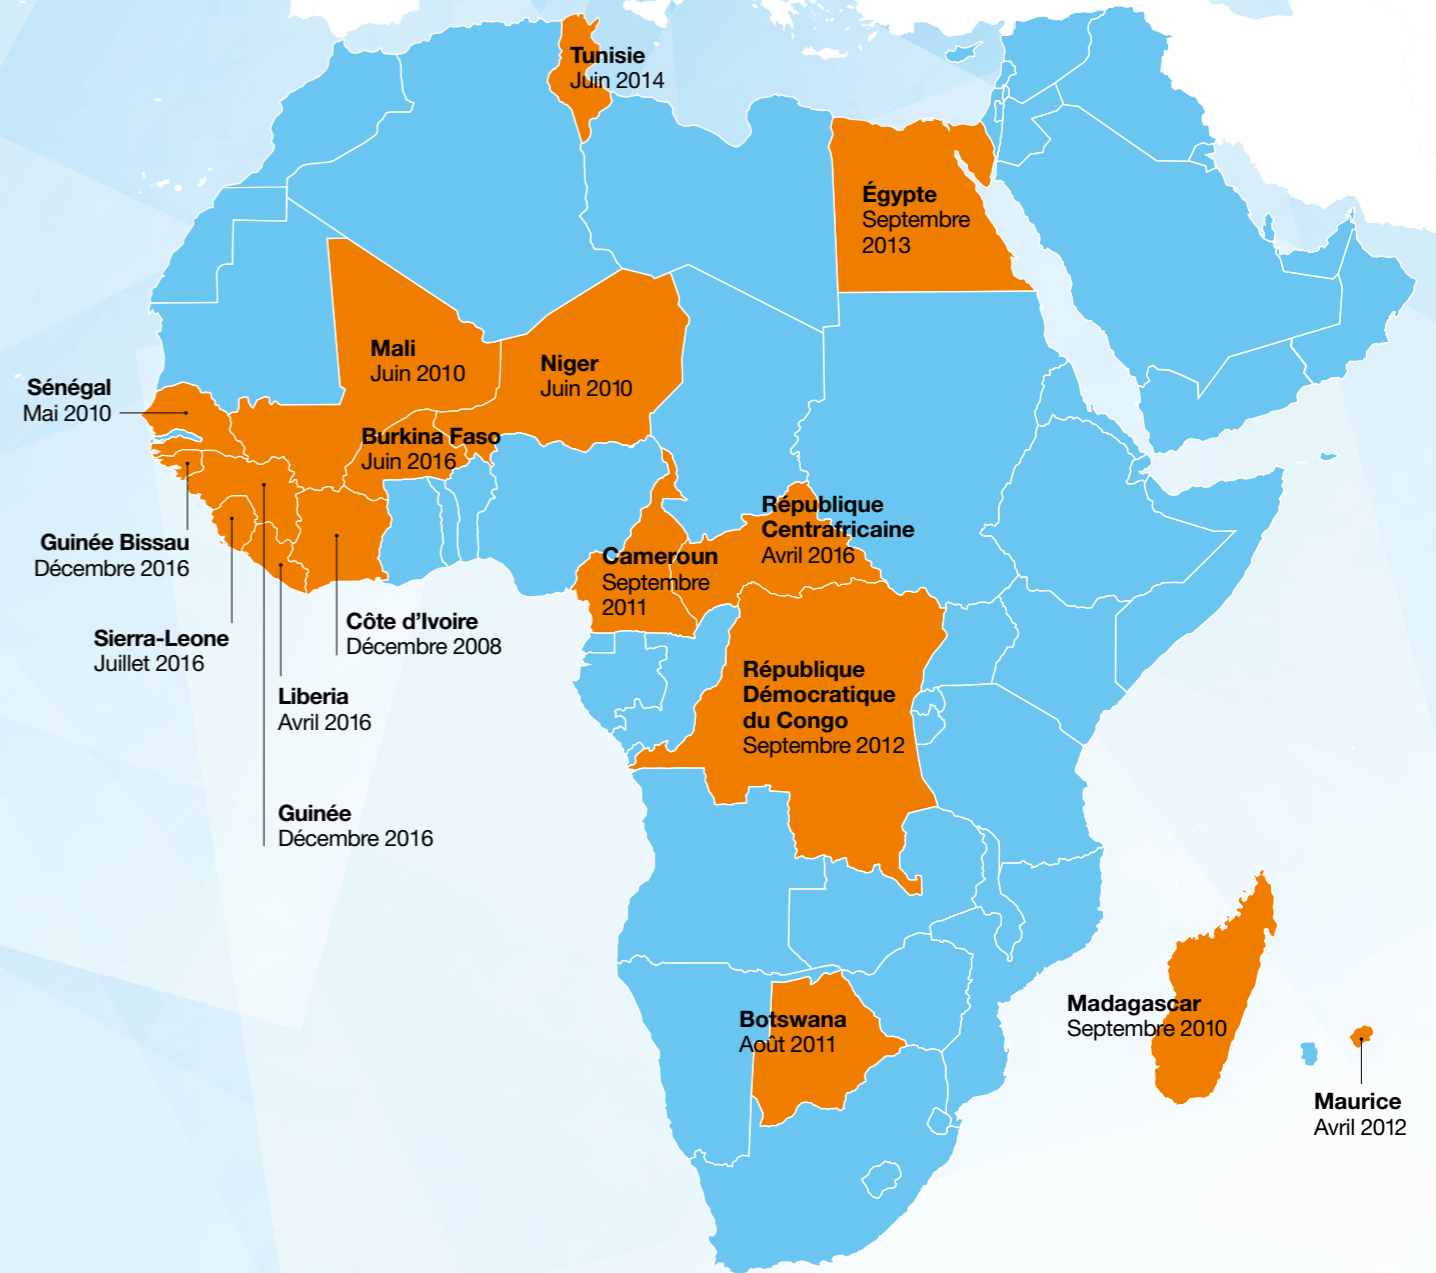 Tunisie
Juin 2014
Égypte
Septembre
2013
Mali
Juin 2010
Niger
Juin 2010
Sénégal
Mai 2010
Burkina Faso
Juin 2016
République
Centrafricaine
Avril 2016
Guinée Bissau
Décembre 2016
Cameroun
Septembre
2011
Sierra-Leone
Juillet 2016
Côte d’Ivoire
Décembre 2008
Liberia
Avril 2016
République
Démocratique
du Congo
Septembre 2012
Guinée
Décembre 2016
Botswana
Août 2011
Madagascar
Septembre 2010
Maurice
Avril 2012